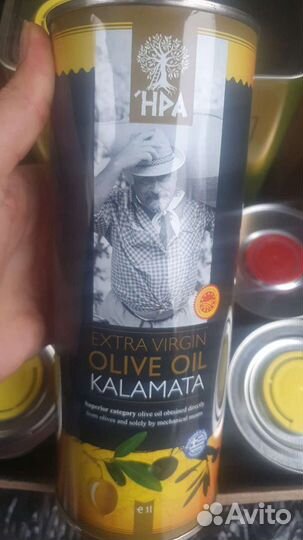 'HPA
EXTRA VIRGIN
OLIVE OIL
KALAMATA
Superior category olive oil obtained directly
from olives and solely by mechanical means
e 1l
Avito